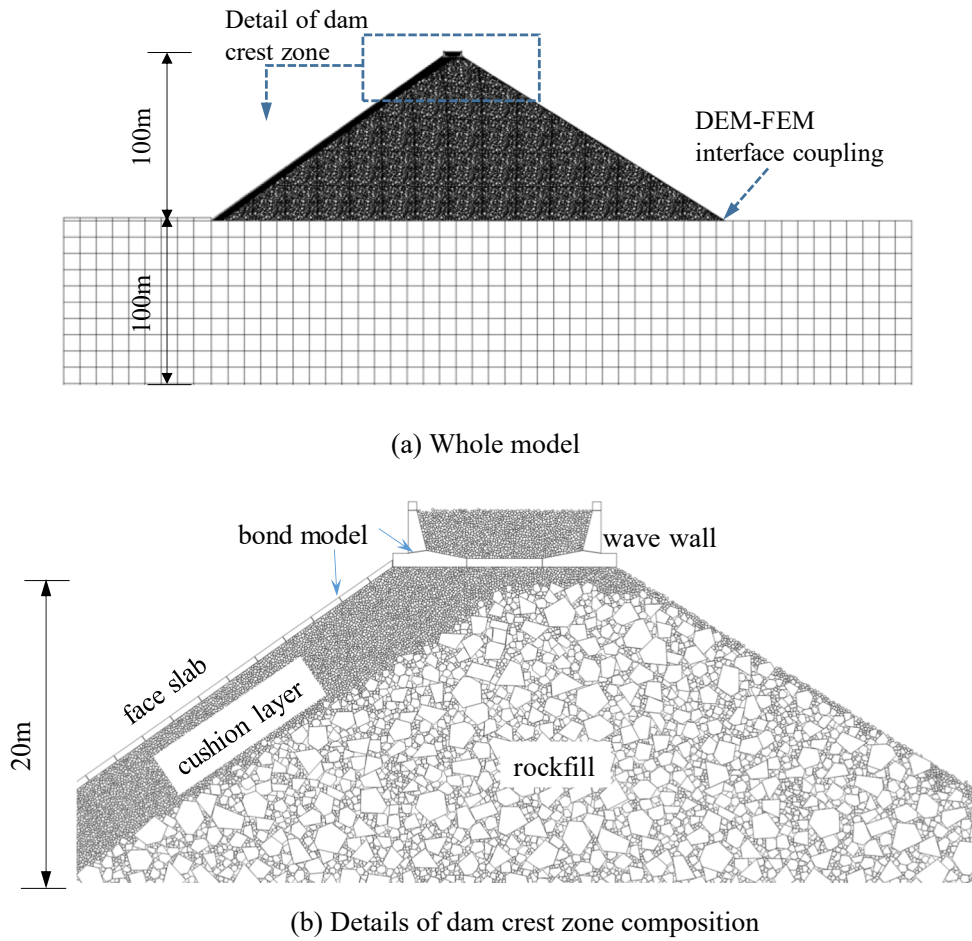 Detail of dam
crest zone
100m
DEM-FEM
interface coupling
100m
(a) Whole model
bond model
wave wall
face slab
cushion layer
20m
rockfill
(b) Details of dam crest zone composition